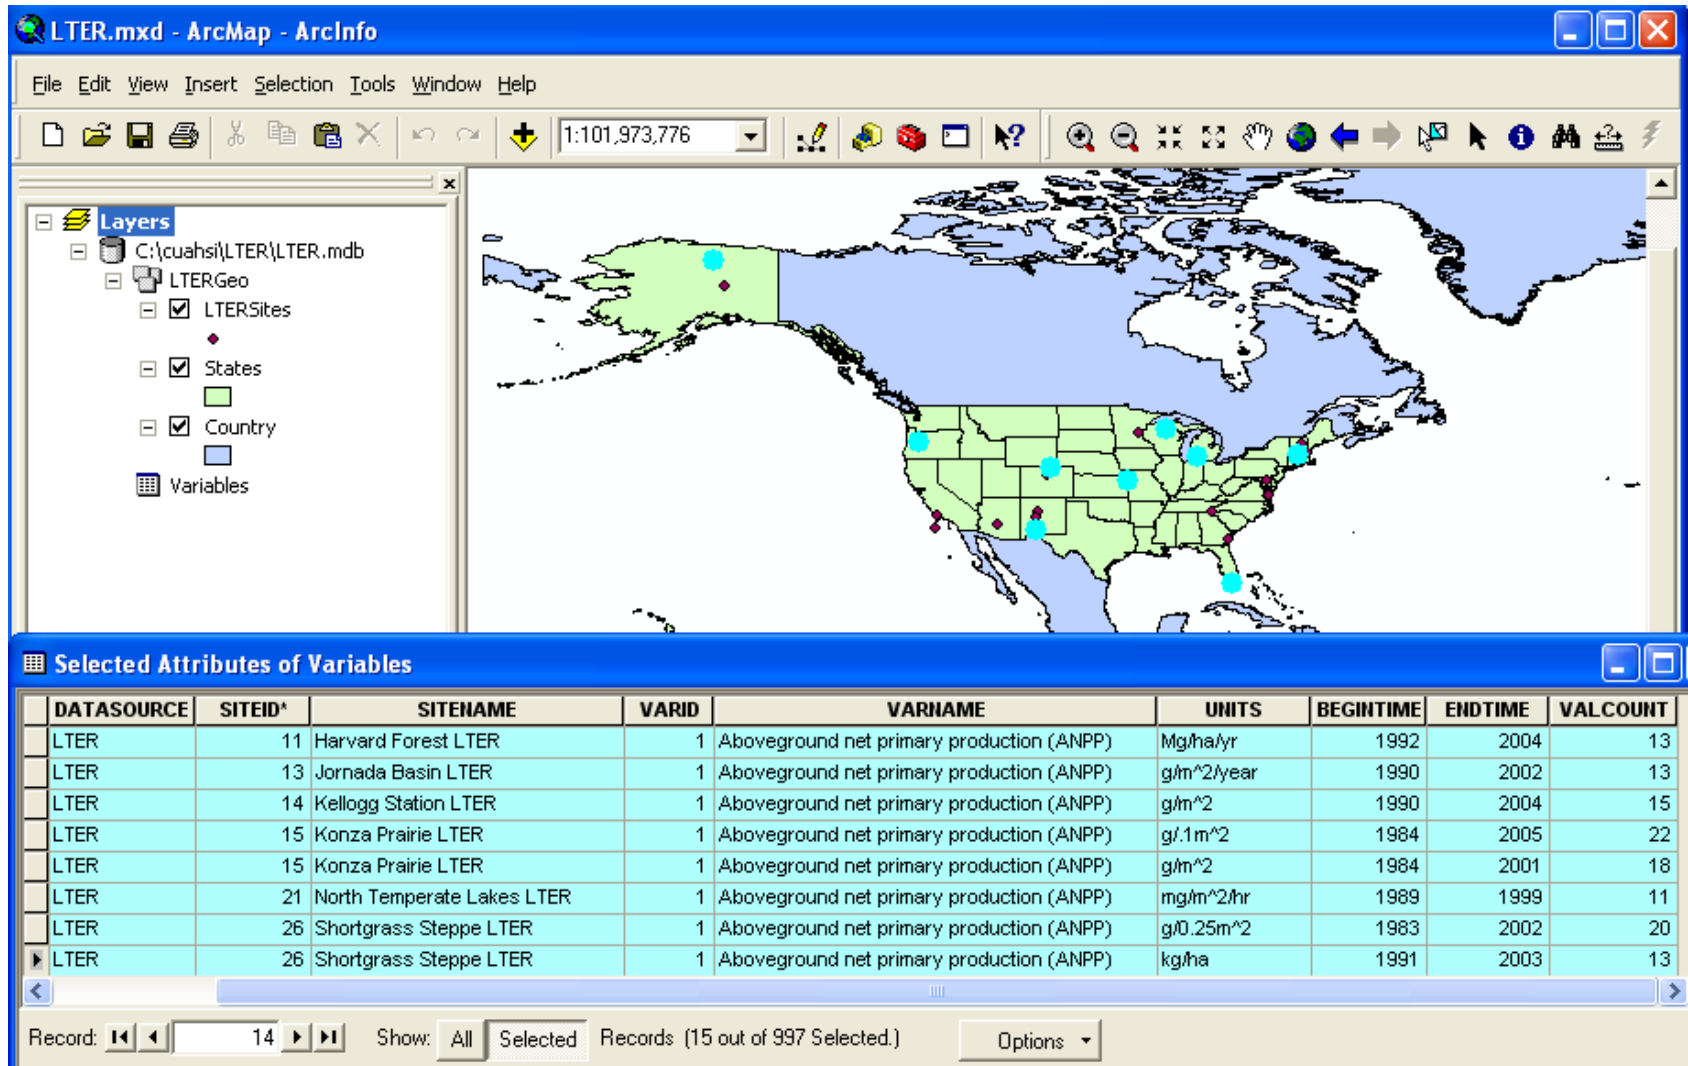 LTER.mxd - ArcMap - ArcInfo
File Edit View Insert Selection Tools Window Help
1:101,973,776
Layers
C:\cuahsi\LTER\LTER.mdb
LTERGeo
LTERSites
States
Country
Variables
Selected Attributes of Variables
DATASOURCE SITEID* SITENAME VARID VARNAME UNITS BEGINTIME ENDTIME VALCOUNT
LTER 11 Harvard Forest LTER 1 Aboveground net primary production (ANPP) Mg/ha/yr 1992 2004 13
LTER 13 Jornada Basin LTER 1 Aboveground net primary production (ANPP) g/m^2/year 1990 2002 13
LTER 14 Kellogg Station LTER 1 Aboveground net primary production (ANPP) g/m^2 1990 2004 15
LTER 15 Konza Prairie LTER 1 Aboveground net primary production (ANPP) g/.1m^2 1984 2005 22
LTER 15 Konza Prairie LTER 1 Aboveground net primary production (ANPP) g/m^2 1984 2001 18
LTER 21 North Temperate Lakes LTER 1 Aboveground net primary production (ANPP) mg/m^2/hr 1989 1999 11
LTER 26 Shortgrass Steppe LTER 1 Aboveground net primary production (ANPP) g/0.25m^2 1983 2002 20
LTER 26 Shortgrass Steppe LTER 1 Aboveground net primary production (ANPP) kg/ha 1991 2003 13
Record: 14 Show: All Selected Records (15 out of 997 Selected.) Options